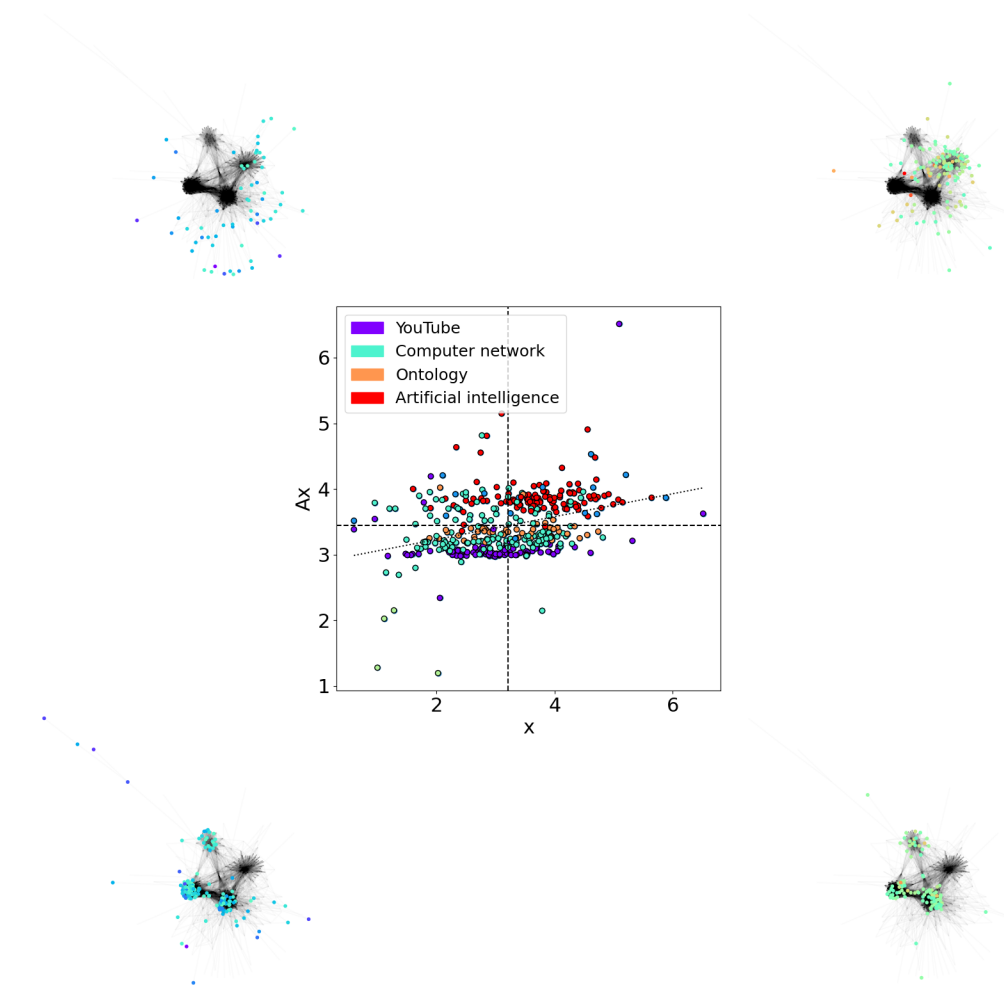 YouTube
Computer network
Ontology
Artificial intelligence
6
5
4
3
2
1
Ax
2 4 6
x